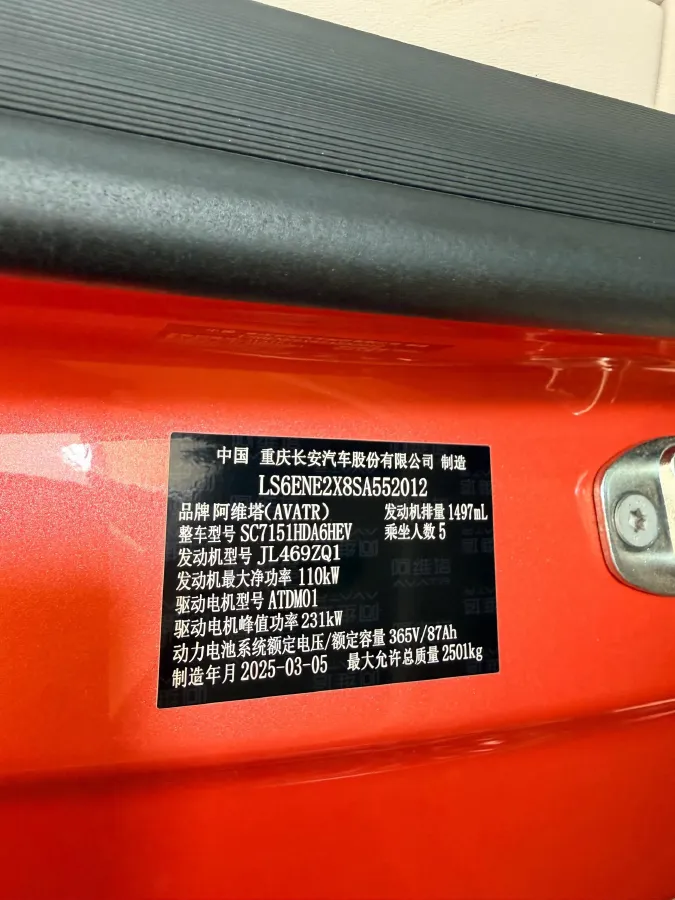 中国 重庆长安汽车股份有限公司 制造
LS6ENE2X8SA552012
品牌 阿维塔(AVATR) 发动机排量 1497mL
整车型号 SC7151HDA6HEV 乘坐人数 5
发动机型号 JL469ZQ1
发动机最大净功率 110kW
驱动电机型号 ATDM01
驱动电机峰值功率 231kW
动力电池系统额定电压/额定容量 365V/87Ah
制造年月 2025-03-05 最大允许总质量 2501kg